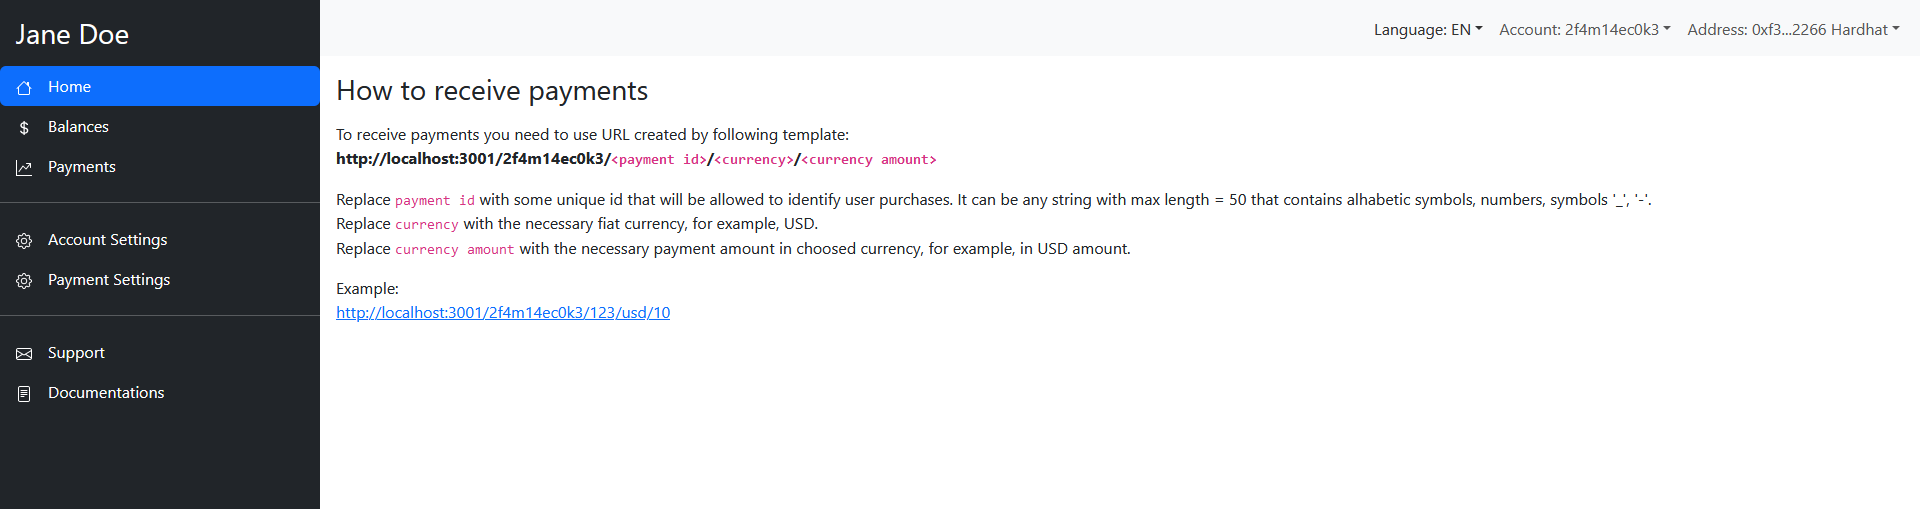 Jane Doe
Home
Balances
Payments
Account Settings
Payment Settings
Support
Documentations
Language: EN
Account: 2f4m14ec0k3
Address: 0xf3...2266 Hardhat
How to receive payments
To receive payments you need to use URL created by following template:
http://localhost:3001/2f4m14ec0k3/<payment id>/<currency>/<currency amount>
Replace payment id with some unique id that will be allowed to identify user purchases. It can be any string with max length = 50 that contains alhabetic symbols, numbers, symbols '_', '-'.
Replace currency with the necessary fiat currency, for example, USD.
Replace currency amount with the necessary payment amount in choosed currency, for example, in USD amount.
Example:
http://localhost:3001/2f4m14ec0k3/123/usd/10